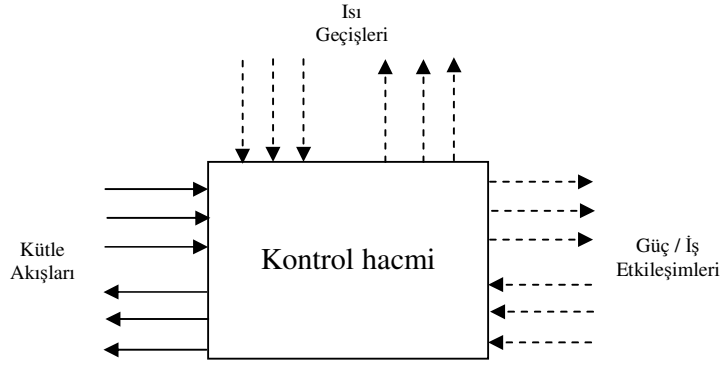 Isı
Geçişleri
Kütle
Akışları
Kontrol hacmi
Güç / İş
Etkileşimleri